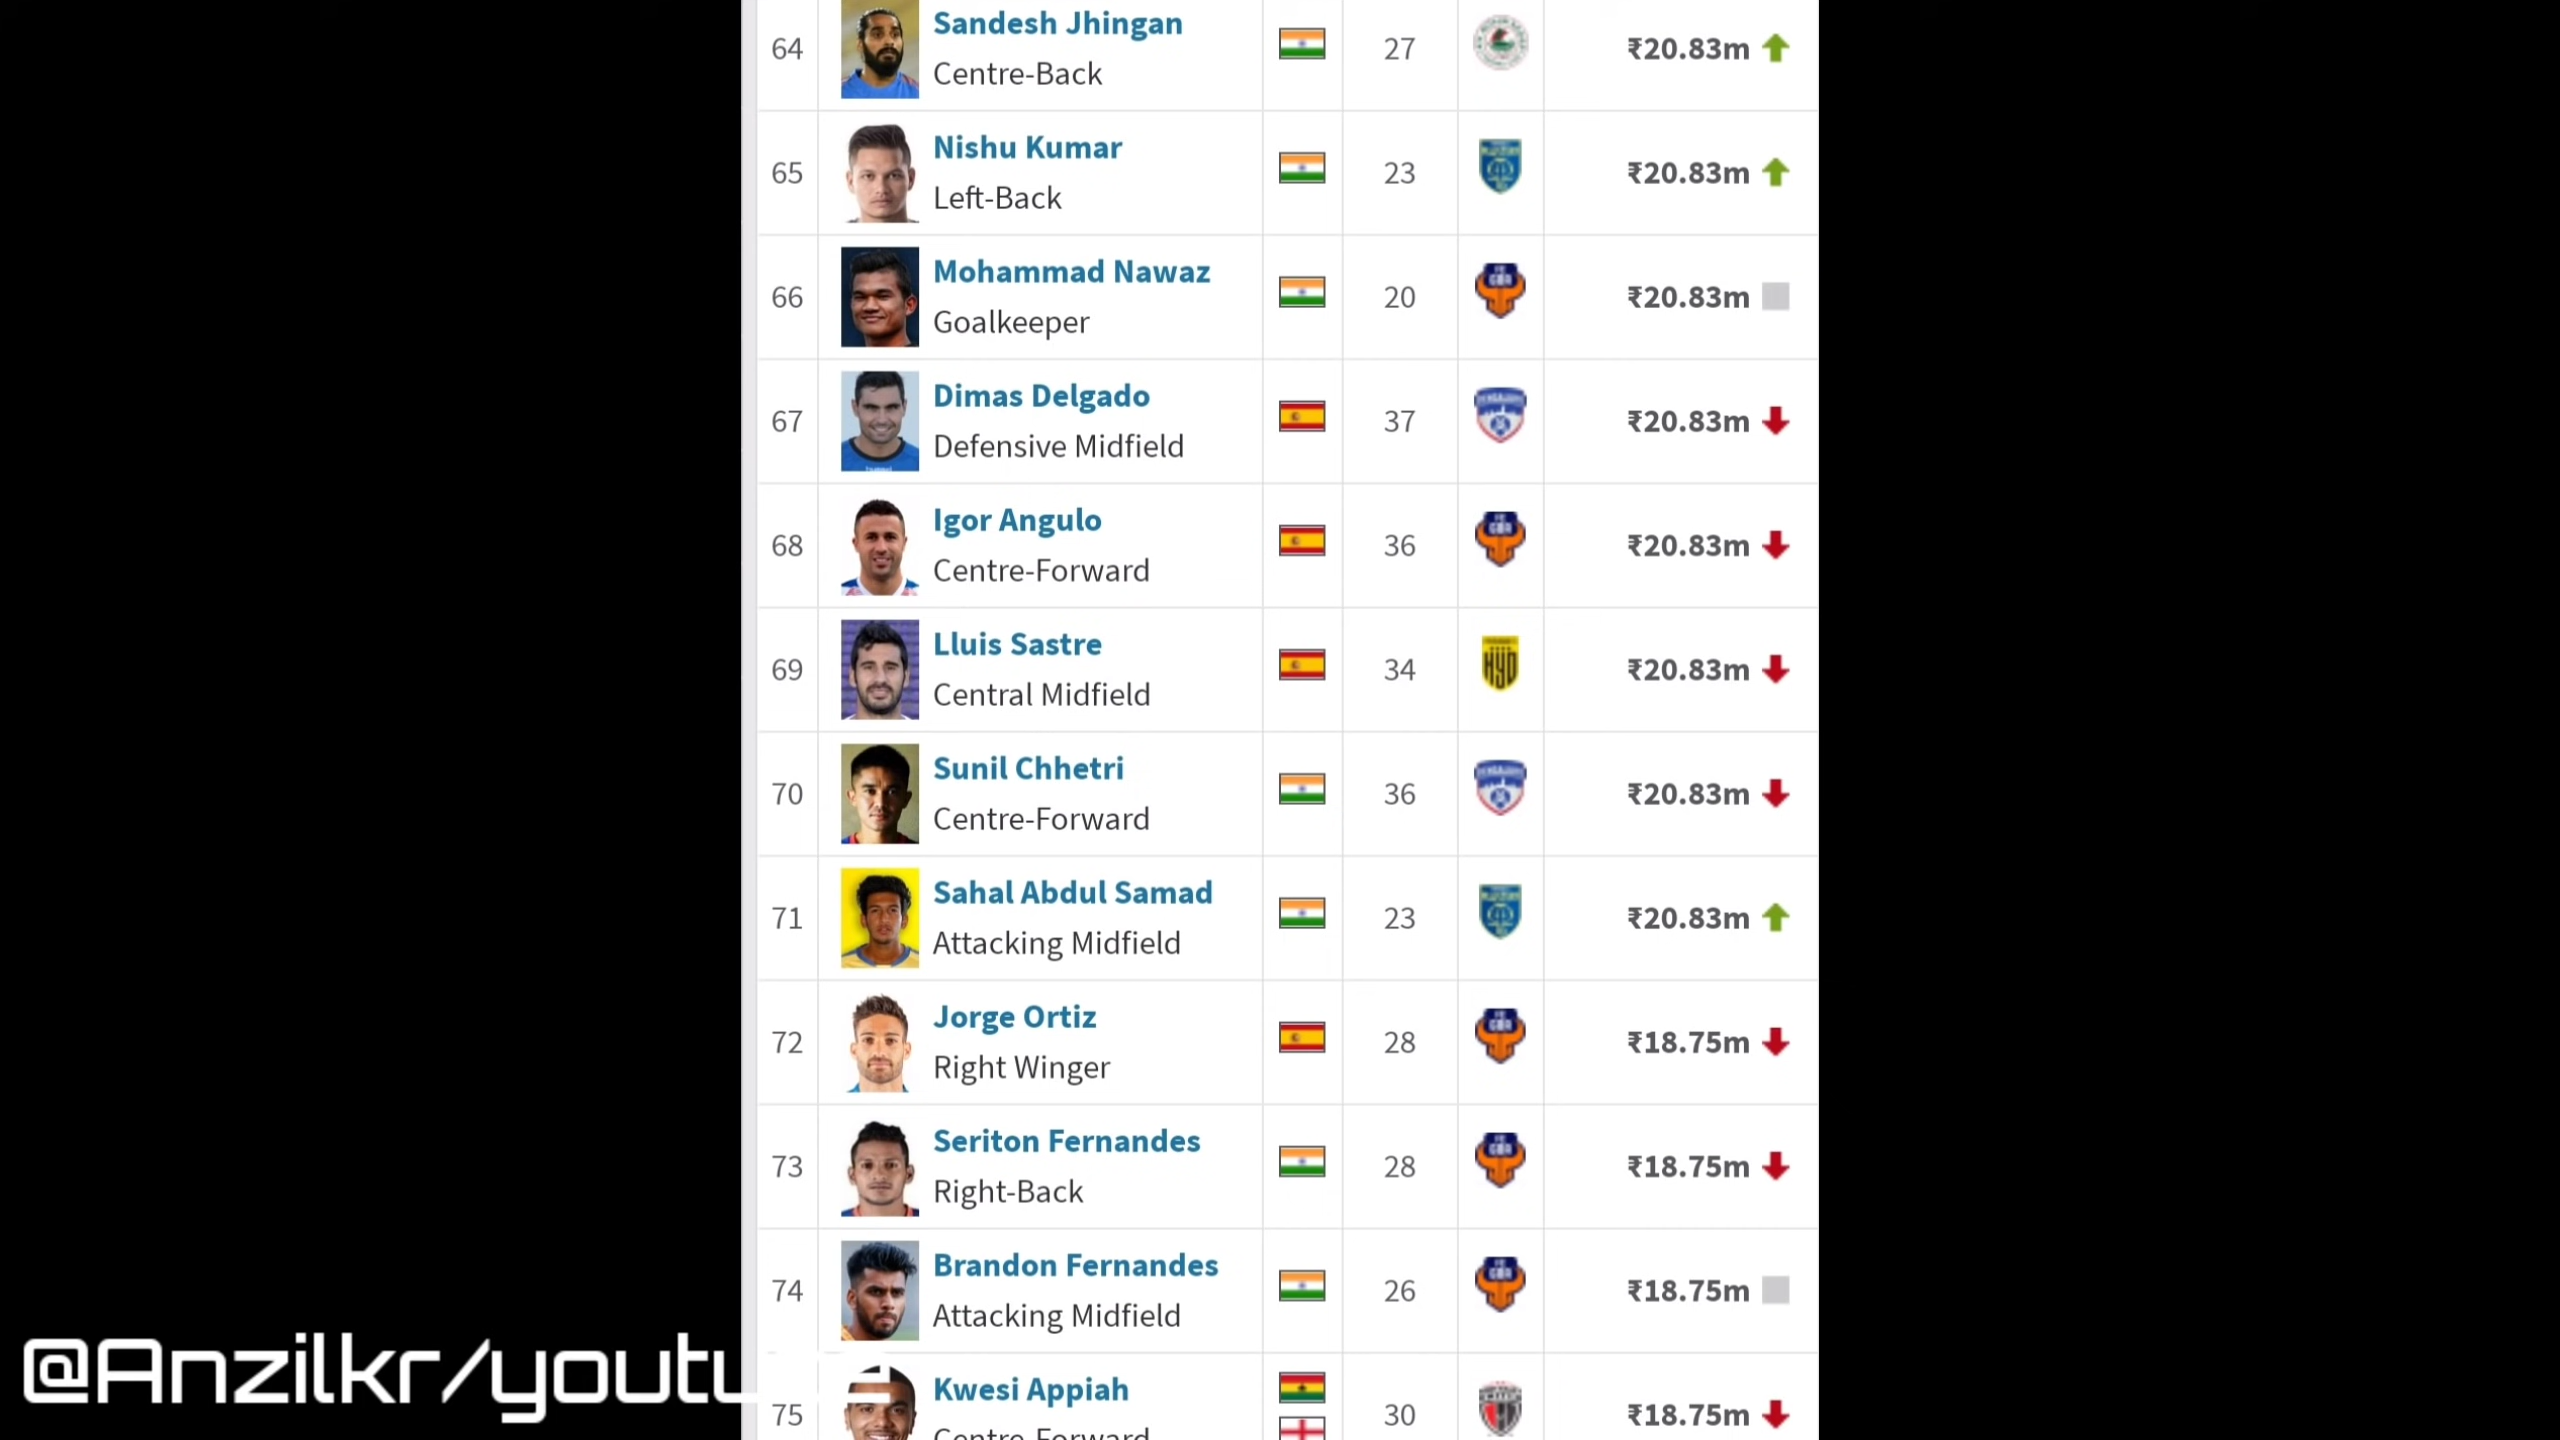 64 Sandesh Jhingan 27 ₹20.83m
Centre-Back
65 Nishu Kumar 23 ₹20.83m
Left-Back
66 Mohammad Nawaz 20 ₹20.83m
Goalkeeper
67 Dimas Delgado 37 ₹20.83m
Defensive Midfield
68 Igor Angulo 36 ₹20.83m
Centre-Forward
69 Lluis Sastre HYD 34 ₹20.83m
Central Midfield
70 Sunil Chhetri 36 ₹20.83m
Centre-Forward
71 Sahal Abdul Samad 23 ₹20.83m
Attacking Midfield
72 Jorge Ortiz 28 ₹18.75m
Right Winger
73 Seriton Fernandes 28 ₹18.75m
Right-Back
74 Brandon Fernandes 26 ₹18.75m
Attacking Midfield
75 Kwesi Appiah 30 ₹18.75m
Centre-Forward
@Anzilkr/youtube